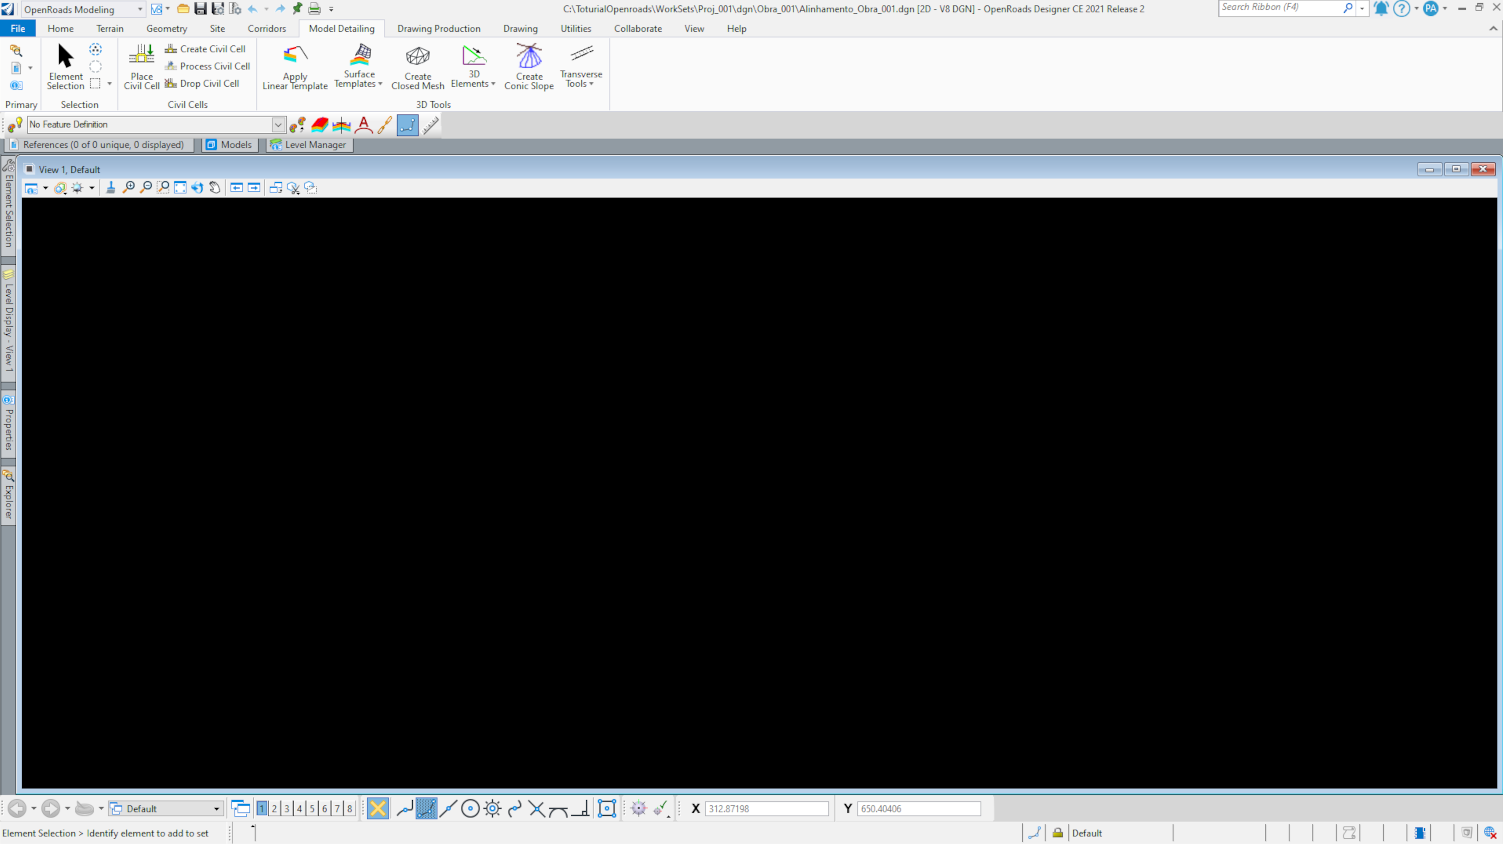 OpenRoads Modeling
C:\ToturialOpenroads\WorkSets\Proj_001\dgn\Obra_001\Alinhamento_Obra_001.dgn [2D - V8 DGN] - OpenRoads Designer CE 2021 Release 2
Search Ribbon (F4)
PA
File Home Terrain Geometry Site Corridors Model Detailing Drawing Production Drawing Utilities Collaborate View Help
Element Selection
Place Civil Cell
Create Civil Cell
Process Civil Cell
Drop Civil Cell
Apply Linear Template
Surface Templates
Create Closed Mesh
3D Elements
Create Conic Slope
Transverse Tools
Primary Selection Civil Cells 3D Tools
No Feature Definition
References (0 of 0 unique, 0 displayed) Models Level Manager
View 1, Default
Element Selection
Level Display - View 1
Properties
Explorer
Default 1 2 3 4 5 6 7 8 X 312.87198 Y 650.40406
Element Selection > Identify element to add to set Default